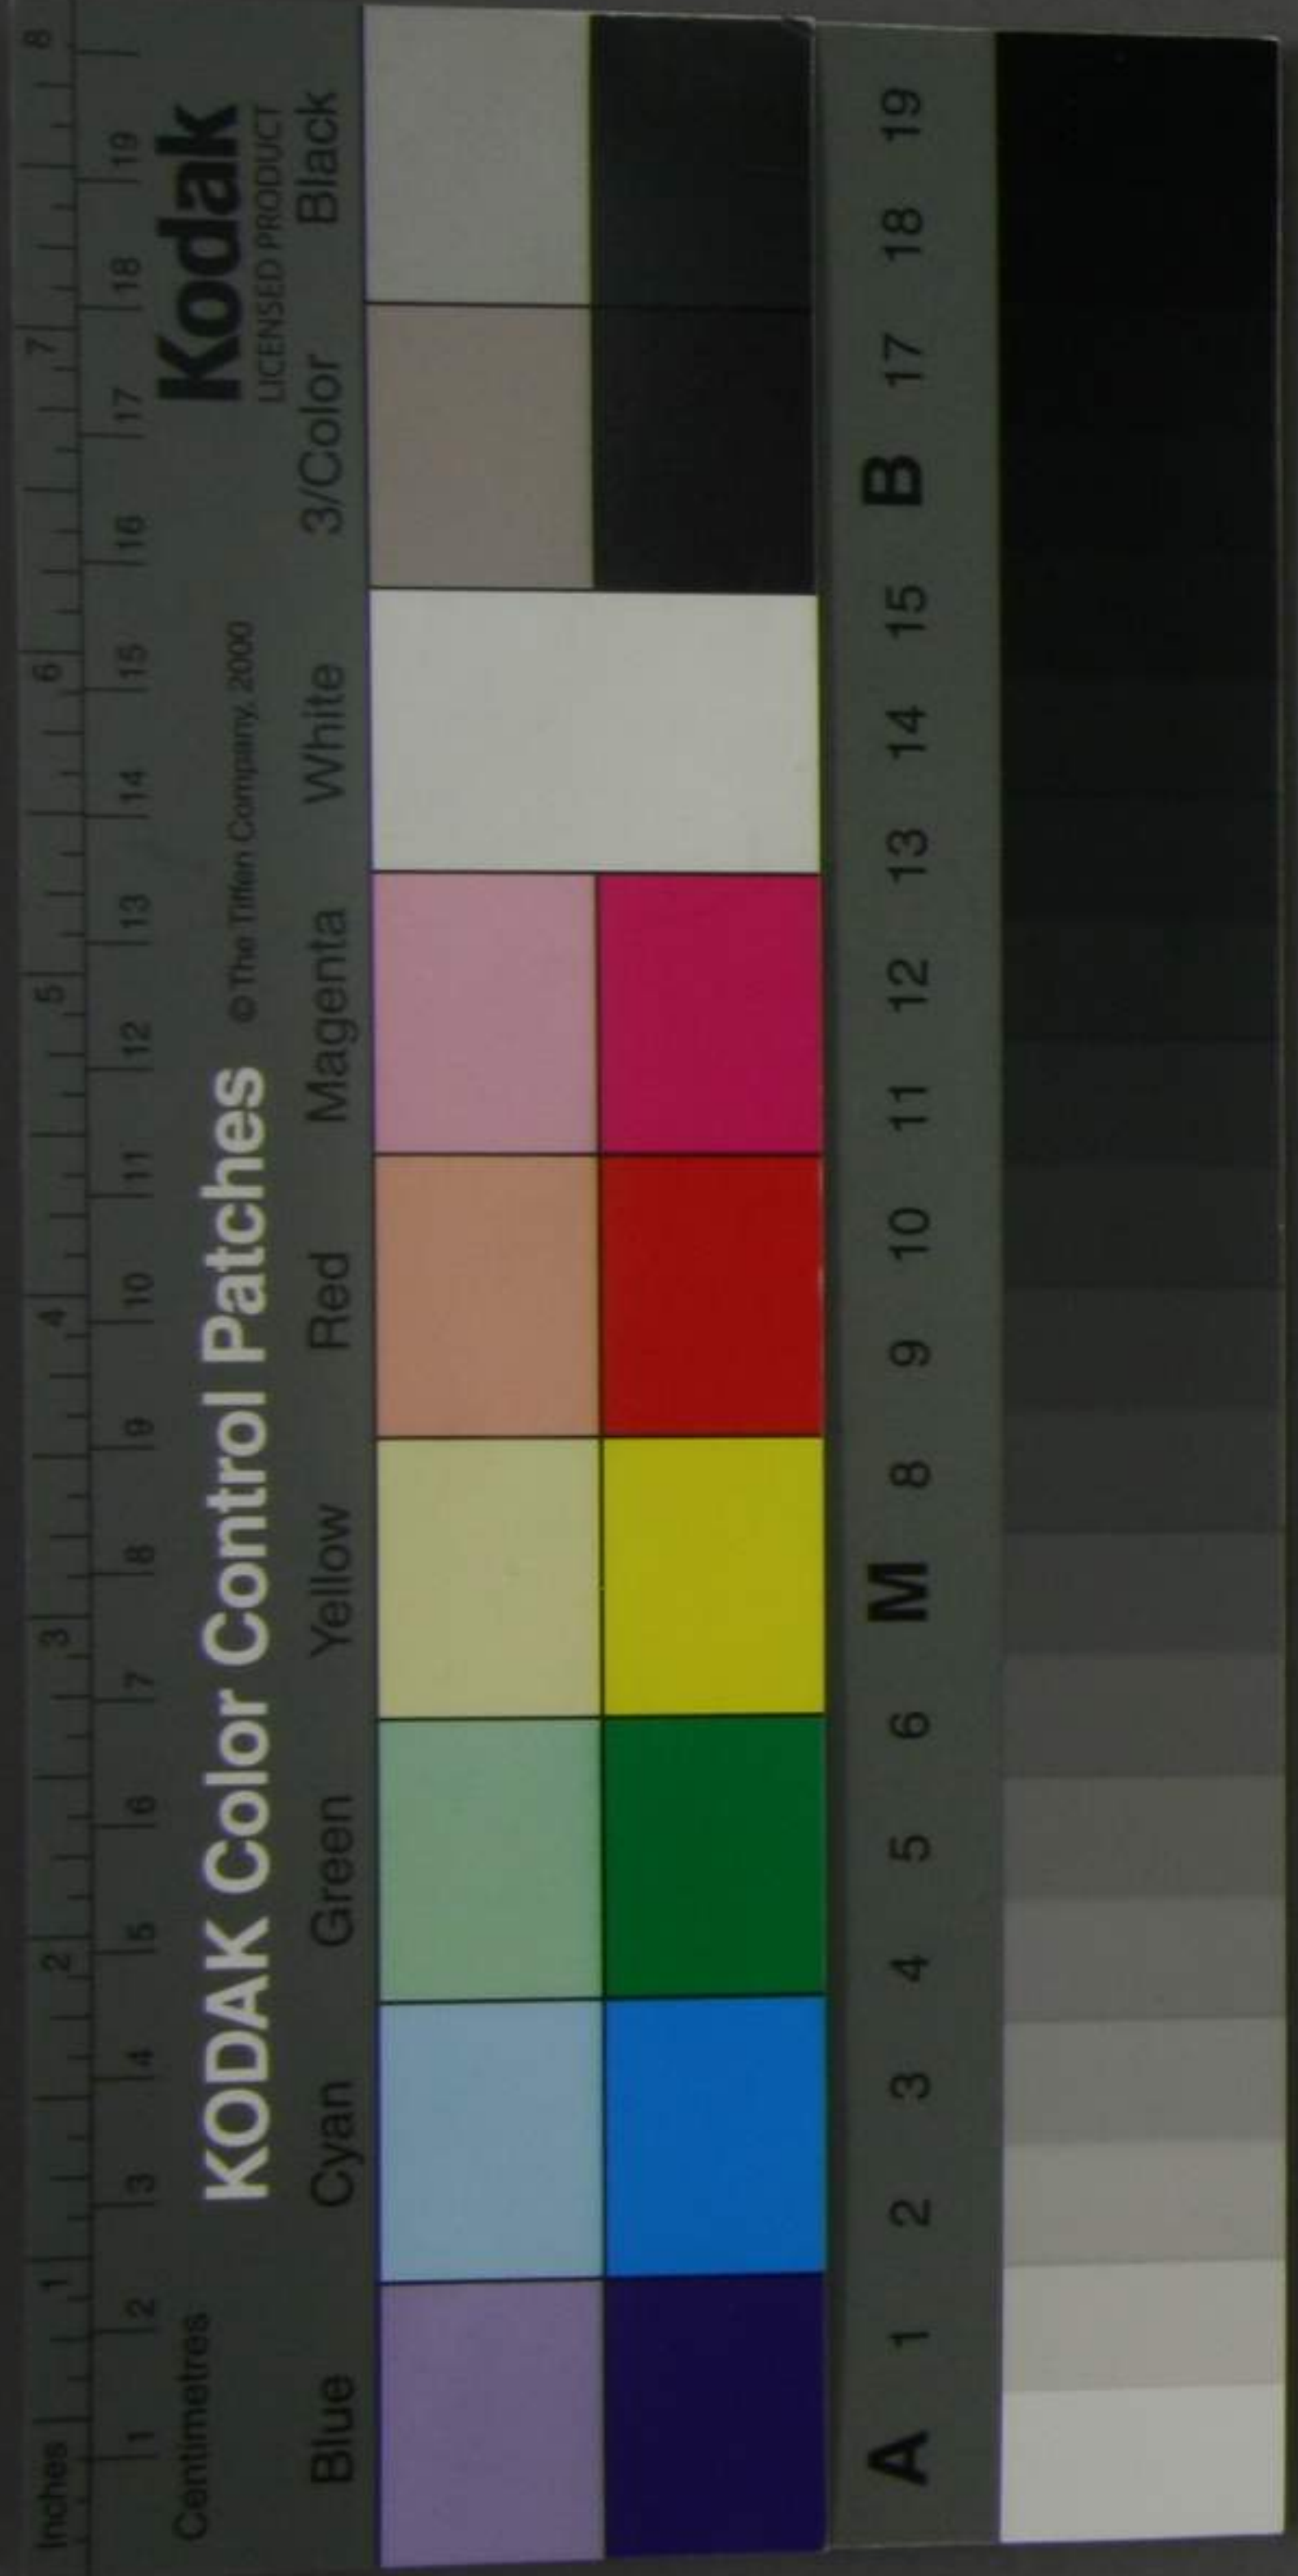 Inches 1 2 3 4 5 6 7 8
Centimetres 1 2 3 4 5 6 7 8 9 10 11 12 13 14 15 16 17 18 19
KODAK Color Control Patches © The Tiffen Company, 2000
Kodak
LICENSED PRODUCT
Blue Cyan Green Yellow Red Magenta White 3/Color Black
A 1 2 3 4 5 6 M 8 9 10 11 12 13 14 15 B 17 18 19